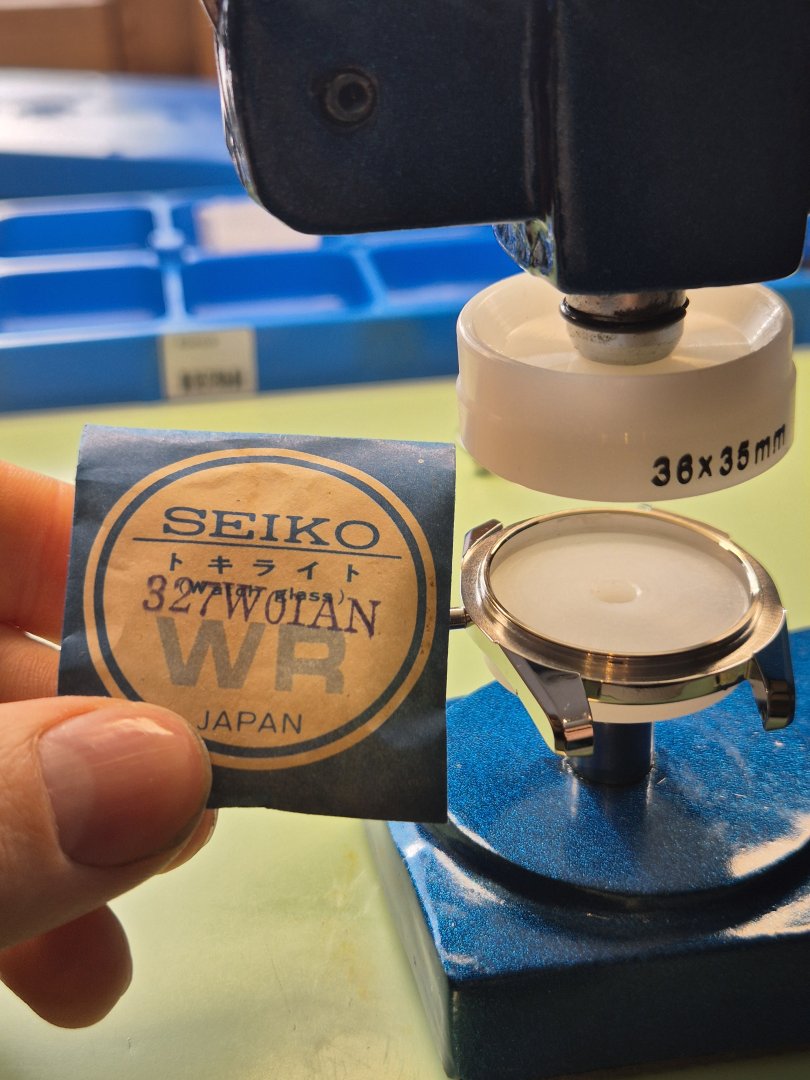 SEIKO
トキライト
(Watch glass)
327W01AN
WR
JAPAN
36x35mm